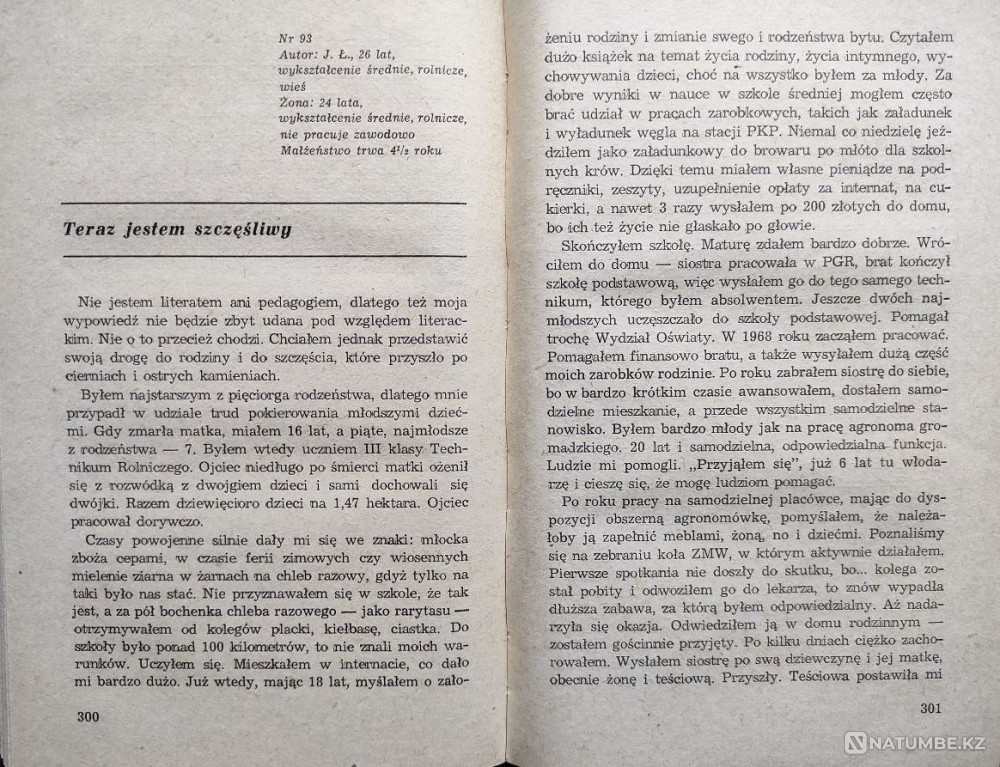 Nr 93
Autor: J. Ł., 26 lat,
wykształcenie średnie, rolnicze,
wieś
Żona: 24 lata,
wykształcenie średnie, rolnicze,
nie pracuje zawodowo
Małżeństwo trwa 4¹/₂ roku
Teraz jestem szczęśliwy
Nie jestem literatem ani pedagogiem, dlatego też moja
wypowiedź nie będzie zbyt udana pod względem literac-
kim. Nie o to przecież chodzi. Chciałem jednak przedstawić
swoją drogę do rodziny i do szczęścia, które przyszło po
cierniach i ostrych kamieniach.
Byłem najstarszym z pięciorga rodzeństwa, dlatego mnie
przypadł w udziale trud pokierowania młodszymi dzieć-
mi. Gdy zmarła matka, miałem 16 lat, a piąte, najmłodsze
z rodzeństwa — 7. Byłem wtedy uczniem III klasy Tech-
nikum Rolniczego. Ojciec niedługo po śmierci matki ożenił
się z rozwódką z dwojgiem dzieci i sami dochowali się
dwójki. Razem dziewięcioro dzieci na 1,47 hektara. Ojciec
pracował dorywczo.
Czasy powojenne silnie dały mi się we znaki: młocka
zboża cepami, w czasie ferii zimowych czy wiosennych
mielenie ziarna w żarnach na chleb razowy, gdyż tylko na
taki było nas stać. Nie przyznawałem się w szkole, że tak
jest, a za pół bochenka chleba razowego — jako rarytasu —
otrzymywałem od kolegów placki, kiełbasę, ciastka. Do
szkoły było ponad 100 kilometrów, to nie znali moich wa-
runków. Uczyłem się. Mieszkałem w internacie, co dało
mi bardzo dużo. Już wtedy, mając 18 lat, myślałem o zało-
300
żeniu rodziny i zmianie swego i rodzeństwa bytu. Czytałem
dużo książek na temat życia rodziny, życia intymnego, wy-
chowywania dzieci, choć na wszystko byłem za młody. Za
dobre wyniki w nauce w szkole średniej mogłem często
brać udział w pracach zarobkowych, takich jak załadunek
i wyładunek węgla na stacji PKP. Niemal co niedzielę jeź-
dziłem jako załadunkowy do browaru po młóto dla szkol-
nych krów. Dzięki temu miałem własne pieniądze na pod-
ręczniki, zeszyty, uzupełnienie opłaty za internat, na cu-
kierki, a nawet 3 razy wysłałem po 200 złotych do domu,
bo ich też życie nie głaskało po głowie.
Skończyłem szkołę. Maturę zdałem bardzo dobrze. Wró-
ciłem do domu — siostra pracowała w PGR, brat kończył
szkołę podstawową, więc wysłałem go do tego samego tech-
nikum, którego byłem absolwentem. Jeszcze dwóch naj-
młodszych uczęszczało do szkoły podstawowej. Pomagał
trochę Wydział Oświaty. W 1968 roku zacząłem pracować.
Pomagałem finansowo bratu, a także wysyłałem dużą część
moich zarobków rodzinie. Po roku zabrałem siostrę do siebie,
bo w bardzo krótkim czasie awansowałem, dostałem samo-
dzielne mieszkanie, a przede wszystkim samodzielne sta-
nowisko. Byłem bardzo młody jak na pracę agronoma gro-
madzkiego. 20 lat i samodzielna, odpowiedzialna funkcja.
Ludzie mi pomogli. „Przyjąłem się”, już 6 lat tu włoda-
rzę i cieszę się, że mogę ludziom pomagać.
Po roku pracy na samodzielnej placówce, mając do dys-
pozycji obszerną agronomówkę, pomyślałem, że należa-
łoby ją zapełnić meblami, żoną, no i dziećmi. Poznaliśmy
się na zebraniu koła ZMW, w którym aktywnie działałem.
Pierwsze spotkania nie doszły do skutku, bo... kolega zo-
stał pobity i odwoziłem go do lekarza, to znów wypadła
dłuższa zabawa, za którą byłem odpowiedzialny. Aż nada-
rzyła się okazja. Odwiedziłem ją w domu rodzinnym —
zostałem gościnnie przyjęty. Po kilku dniach ciężko zacho-
rowałem. Wysłałem siostrę po swą dziewczynę i jej matkę,
obecnie żonę i teściową. Przyszły. Teściowa postawiła mi
301
NATUMBE.KZ